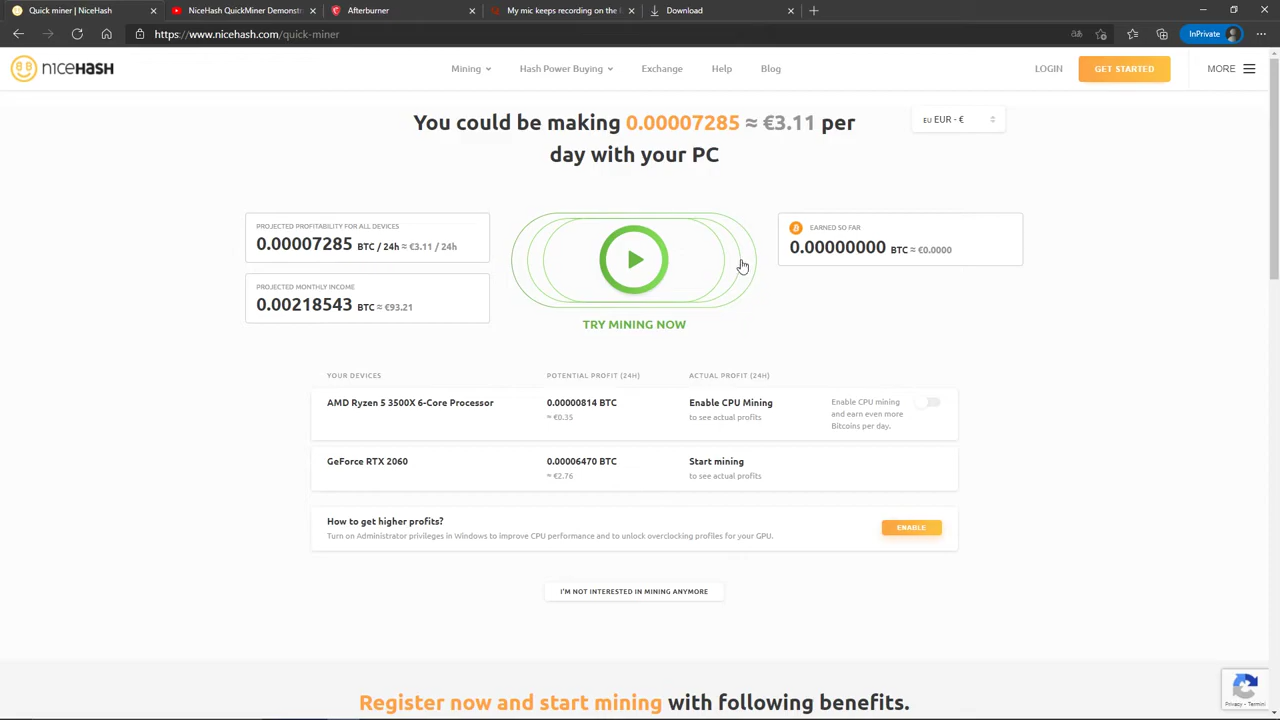 Quick miner
NiceHash QuickMiner Demonstr
Afterburner
My mic keeps recording on the
Download
https://www.nicehash.com/quick-miner
InPrivate
NICEHASH
Mining
Hash Power Buying
Exchange
Help
Blog
LOGIN
GET STARTED
MORE
You could be making 0.00007285 ≈ €3.11 per
day with your PC
EU EUR - €
PROJECTED PROFITABILITY FOR ALL DEVICES
0.00007285 BTC / 24h ≈ €3.11 / 24h
PROJECTED MONTHLY INCOME
0.00218543 BTC ≈ €93.21
TRY MINING NOW
EARNED SO FAR
0.00000000 BTC ≈ €0.0000
YOUR DEVICES
POTENTIAL PROFIT (24H)
ACTUAL PROFIT (24H)
AMD Ryzen 5 3500X 6-Core Processor
0.00000814 BTC
≈ €0.35
Enable CPU Mining
to see actual profits
Enable CPU mining
and earn even more
Bitcoins per day.
GeForce RTX 2060
0.00006470 BTC
≈ €2.76
Start mining
to see actual profits
How to get higher profits?
Turn on Administrator privileges in Windows to improve CPU performance and to unlock overclocking profiles for your GPU.
ENABLE
I'M NOT INTERESTED IN MINING ANYMORE
Register now and start mining with following benefits.
Privacy - Termini